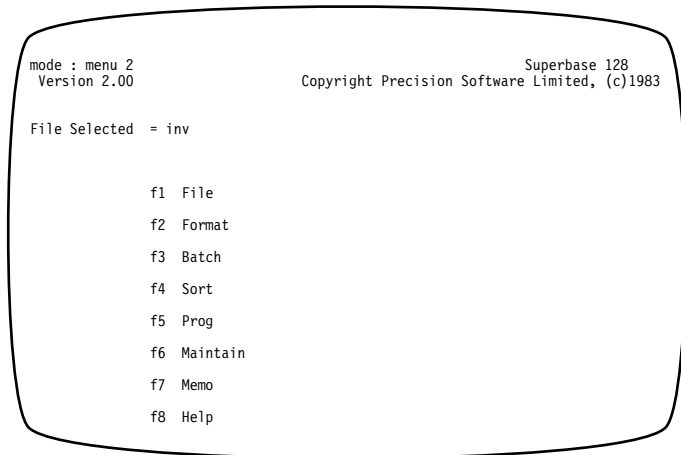 mode : menu 2 Superbase 128
Version 2.00 Copyright Precision Software Limited, (c)1983
File Selected = inv
f1 File
f2 Format
f3 Batch
f4 Sort
f5 Prog
f6 Maintain
f7 Memo
f8 Help